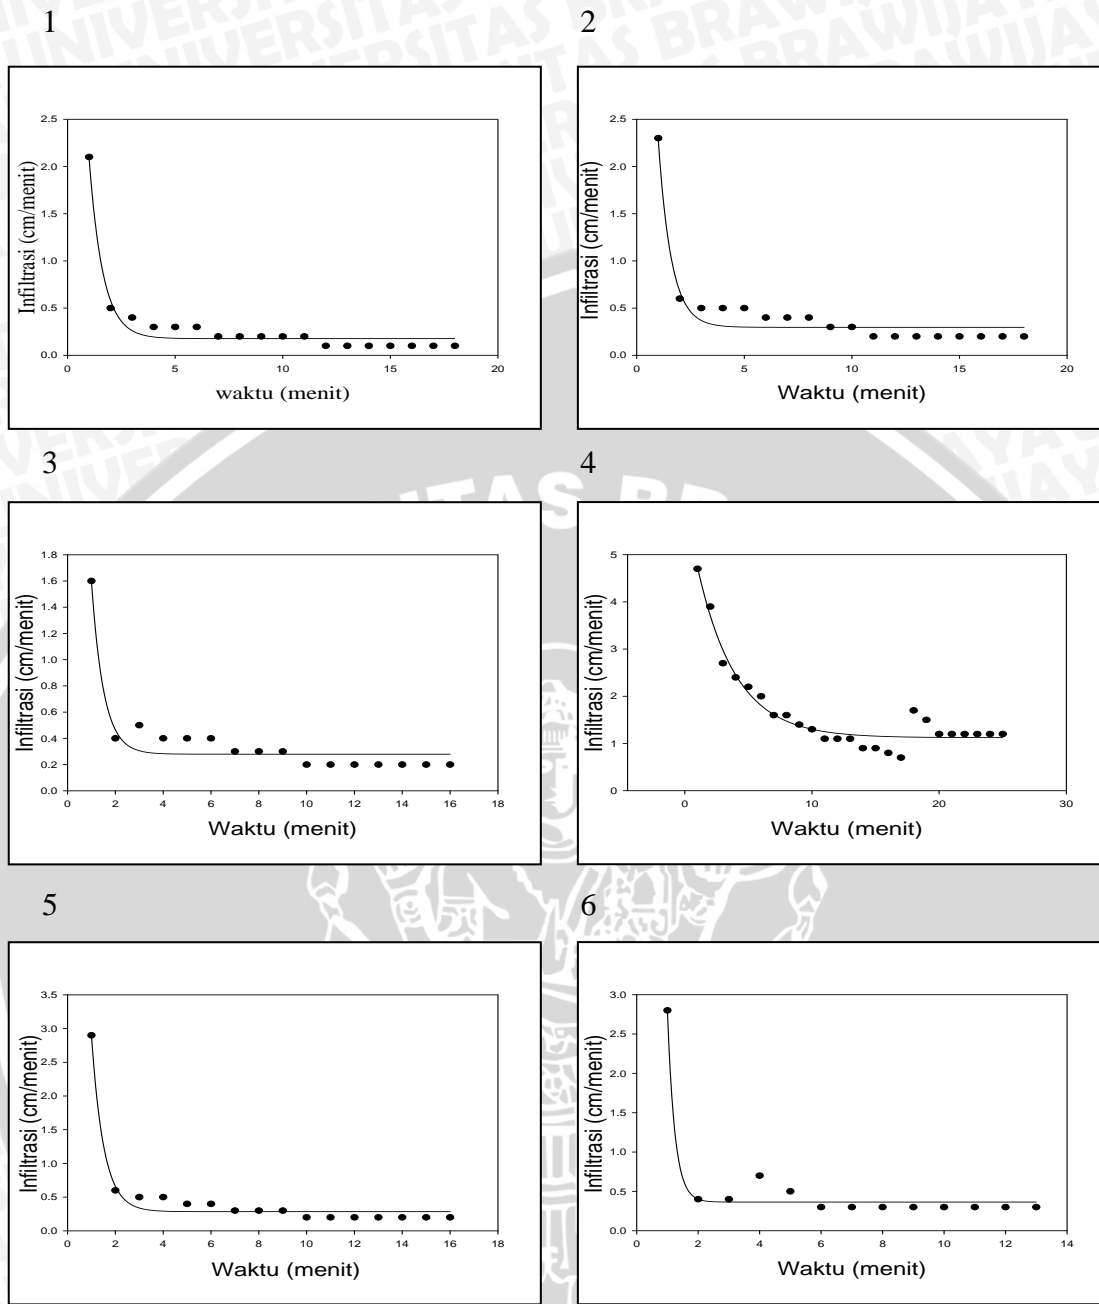 1 2
2.5
2.0
1.5
1.0
0.5
0.0
0 5 10 15 20
Infiltrasi (cm/menit)
waktu (menit)
2.5
2.0
1.5
1.0
0.5
0.0
0 5 10 15 20
Infiltrasi (cm/menit)
Waktu (menit)
3 4
1.8
1.6
1.4
1.2
1.0
0.8
0.6
0.4
0.2
0.0
0 2 4 6 8 10 12 14 16 18
Infiltrasi (cm/menit)
Waktu (menit)
5
4
3
2
1
0
0 10 20 30
Infiltrasi (cm/menit)
Waktu (menit)
5 6
3.5
3.0
2.5
2.0
1.5
1.0
0.5
0.0
0 2 4 6 8 10 12 14 16 18
Infiltrasi (cm/menit)
Waktu (menit)
3.0
2.5
2.0
1.5
1.0
0.5
0.0
0 2 4 6 8 10 12 14
Infiltrasi (cm/menit)
Waktu (menit)